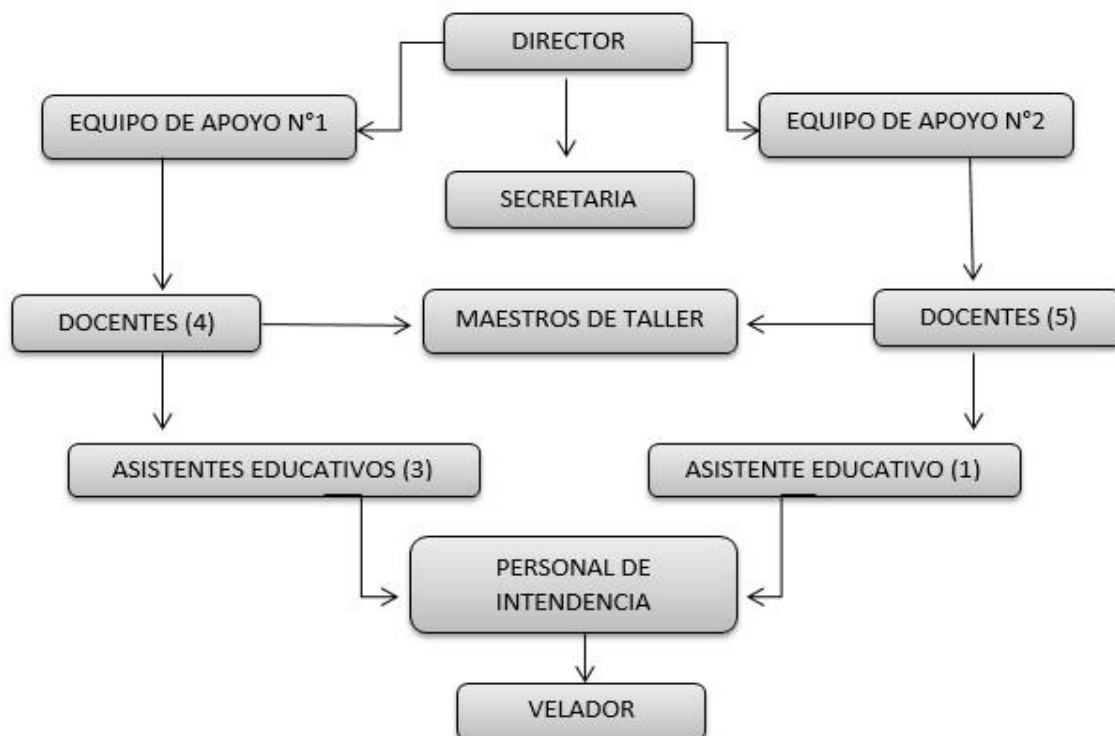 DIRECTOR
EQUIPO DE APOYO N°1
EQUIPO DE APOYO N°2
SECRETARIA
DOCENTES (4)
MAESTROS DE TALLER
DOCENTES (5)
ASISTENTES EDUCATIVOS (3)
ASISTENTE EDUCATIVO (1)
PERSONAL DE
INTENDENCIA
VELADOR